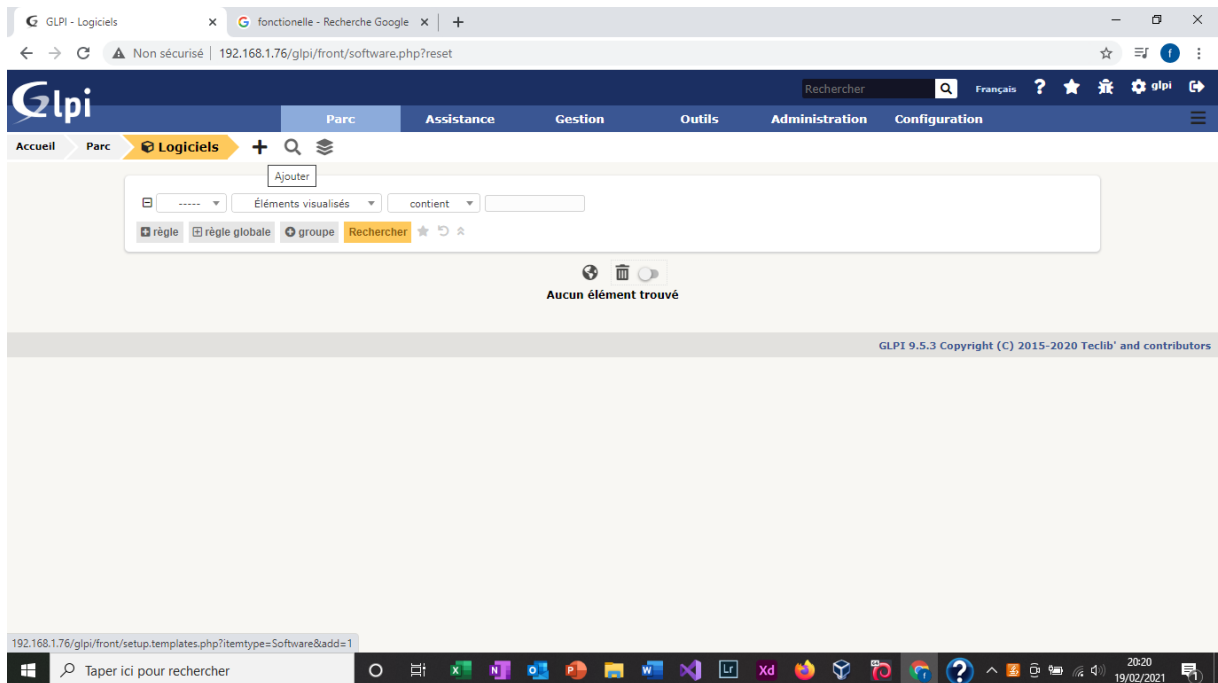 GLPI - Logiciels
fonctionelle - Recherche Google
Non sécurisé 192.168.1.76/glpi/front/software.php?reset
f
Glpi
Rechercher
Français ? glpi
Parc Assistance Gestion Outils Administration Configuration
Accueil Parc Logiciels
Ajouter
----- Éléments visualisés contient
règle règle globale groupe Rechercher
Aucun élément trouvé
GLPI 9.5.3 Copyright (C) 2015-2020 Teclib' and contributors
192.168.1.76/glpi/front/setup.templates.php?itemtype=Software&add=1
Taper ici pour rechercher
Lr Xd
20:20
19/02/2021
1